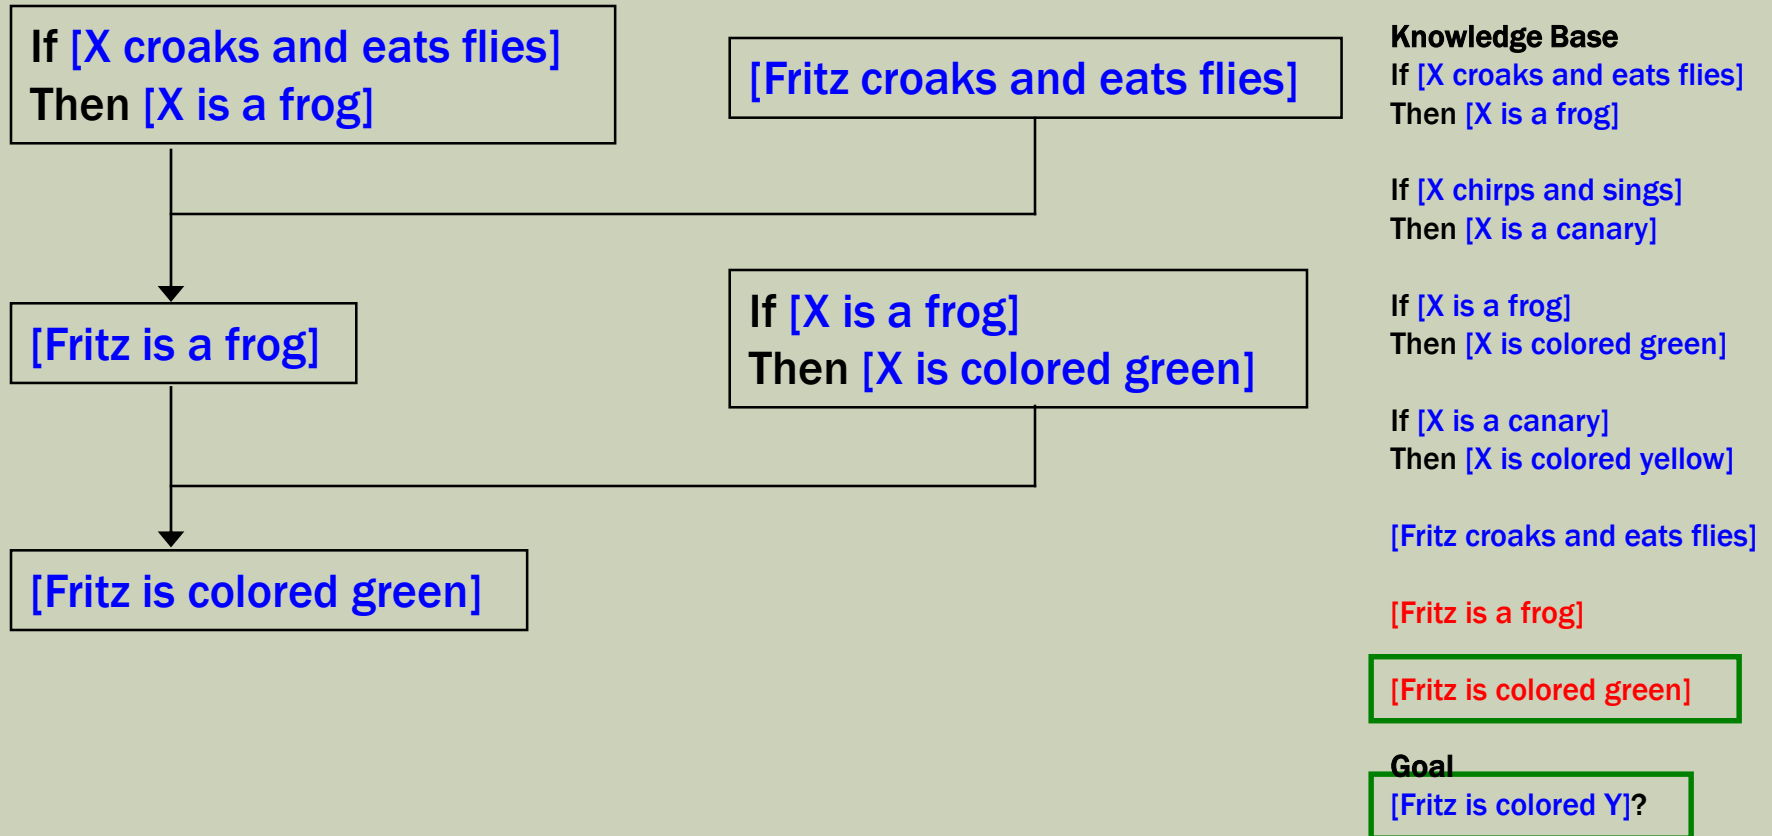 If [X croaks and eats flies]
Then [X is a frog]
[Fritz croaks and eats flies]
[Fritz is a frog]
If [X is a frog]
Then [X is colored green]
[Fritz is colored green]
Knowledge Base
If [X croaks and eats flies]
Then [X is a frog]
If [X chirps and sings]
Then [X is a canary]
If [X is a frog]
Then [X is colored green]
If [X is a canary]
Then [X is colored yellow]
[Fritz croaks and eats flies]
[Fritz is a frog]
[Fritz is colored green]
Goal
[Fritz is colored Y]?